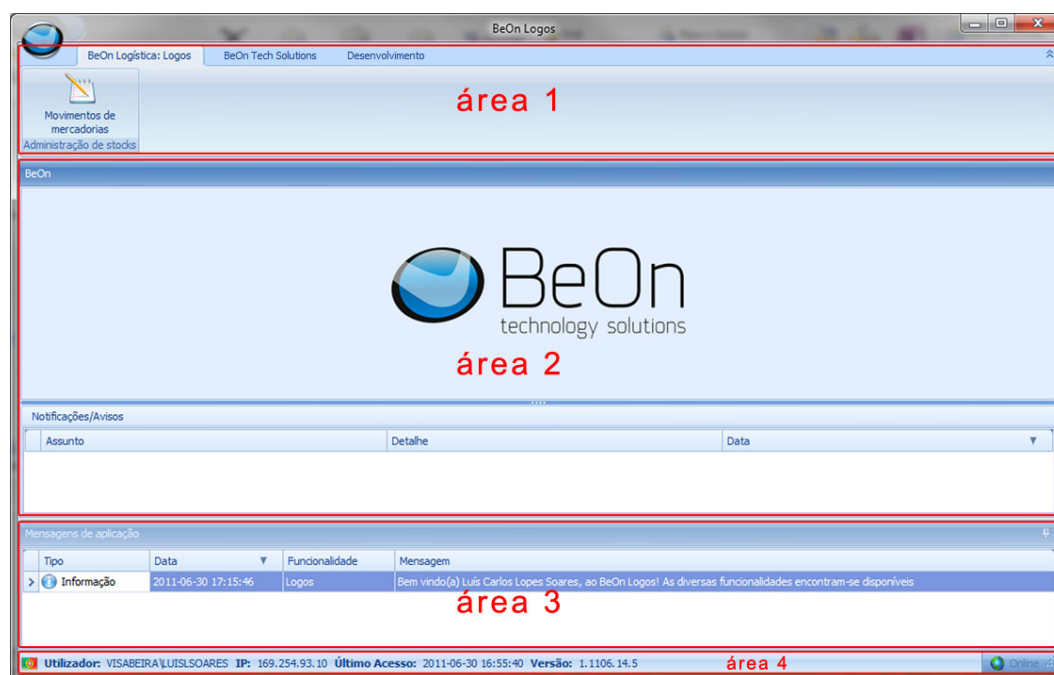 BeOn Logos
BeOn Logística: Logos BeOn Tech Solutions Desenvolvimento
Movimentos de
mercadorias
Administração de stocks
área 1
BeOn
BeOn
technology solutions
área 2
Notificações/Avisos
Assunto Detalhe Data
Mensagens de aplicação
Tipo Data Funcionalidade Mensagem
Informação 2011-06-30 17:15:46 Logos Bem vindo(a) Luís Carlos Lopes Soares, ao BeOn Logos! As diversas funcionalidades encontram-se disponíveis
área 3
Utilizador: VISABEIRA\LUISLSOARES IP: 169.254.93.10 Último Acesso: 2011-06-30 16:55:40 Versão: 1.1106.14.5 área 4 Online